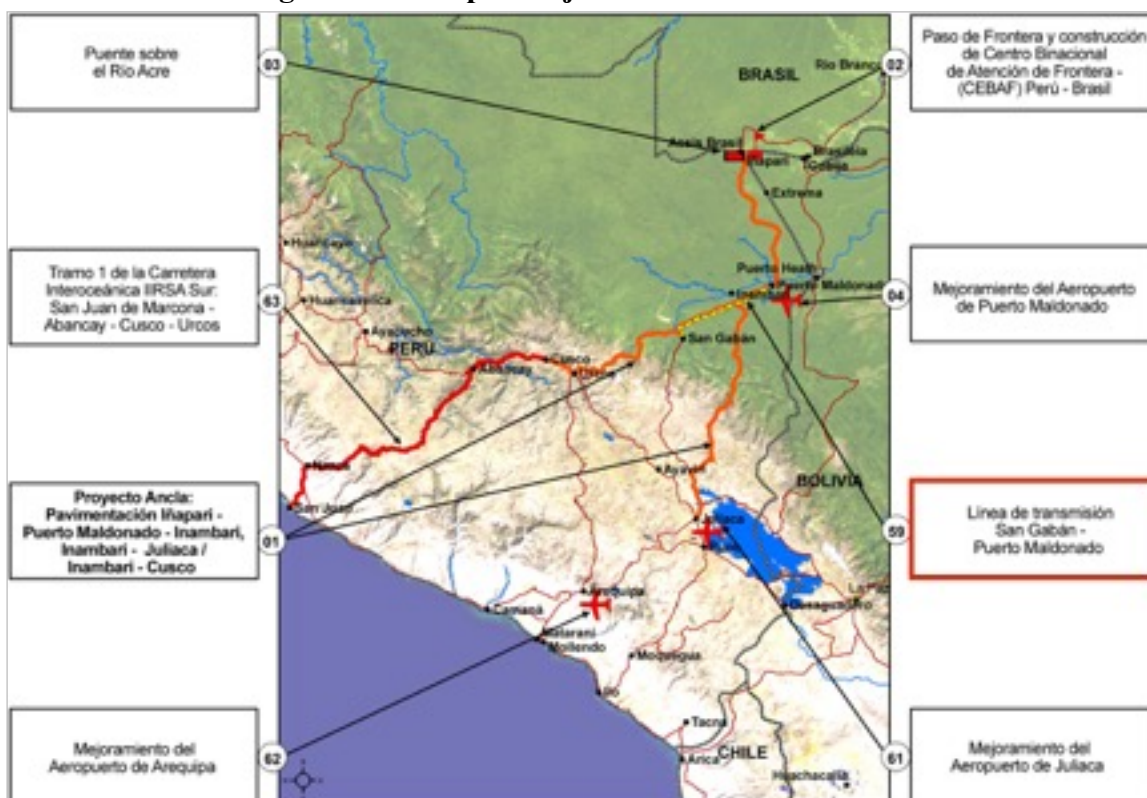 Puente sobre
el Río Acre
03
Tramo 1 de la Carretera
Interoceánica IIRSA Sur:
San Juan de Marcona -
Abancay - Cusco - Urcos
63
Proyecto Ancla:
Pavimentación Iñapari -
Puerto Maldonado - Inambari,
Inambari - Juliaca /
Inambari - Cusco
01
Mejoramiento del
Aeropuerto de Arequipa
62
BRASIL
Rio Branco
Assis Brasil
Iñapari
Brasileia
Cobija
Extrema
Huancayo
Puerto Heath
Puerto Maldonado
Huancavelica
Ayacucho
PERÚ
San Gabán
Cusco
Abancay
Nasca
Ayaviri
BOLIVIA
San Juan
Juliaca
Arequipa
Camaná
Desaguadero
Matarani
Mollendo
Moquegua
Ilo
Tacna
CHILE
Arica
Huachacalla
02
Paso de Frontera y construcción
de Centro Binacional
de Atención de Frontera -
(CEBAF) Perú - Brasil
04
Mejoramiento del Aeropuerto
de Puerto Maldonado
59
Línea de transmisión
San Gabán -
Puerto Maldonado
61
Mejoramiento del
Aeropuerto de Juliaca